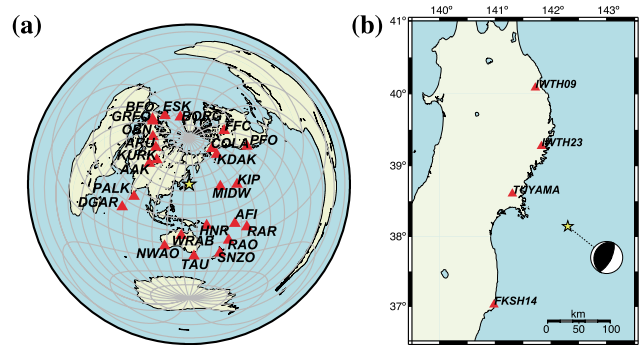 (a)
BFO ESK
GRFO BORG
OBN FFC
ARU COLA PFO
KURK KDAK
AAK
PALK KIP
DGAR MIDW
AFI
HNR RAR
WRAB RAO
NWAO SNZO
TAU
(b)
140° 141° 142° 143°
41°
IWTH09
40°
IWTH23
39°
TOYAMA
38°
37°
FKSH14
km
0 50 100